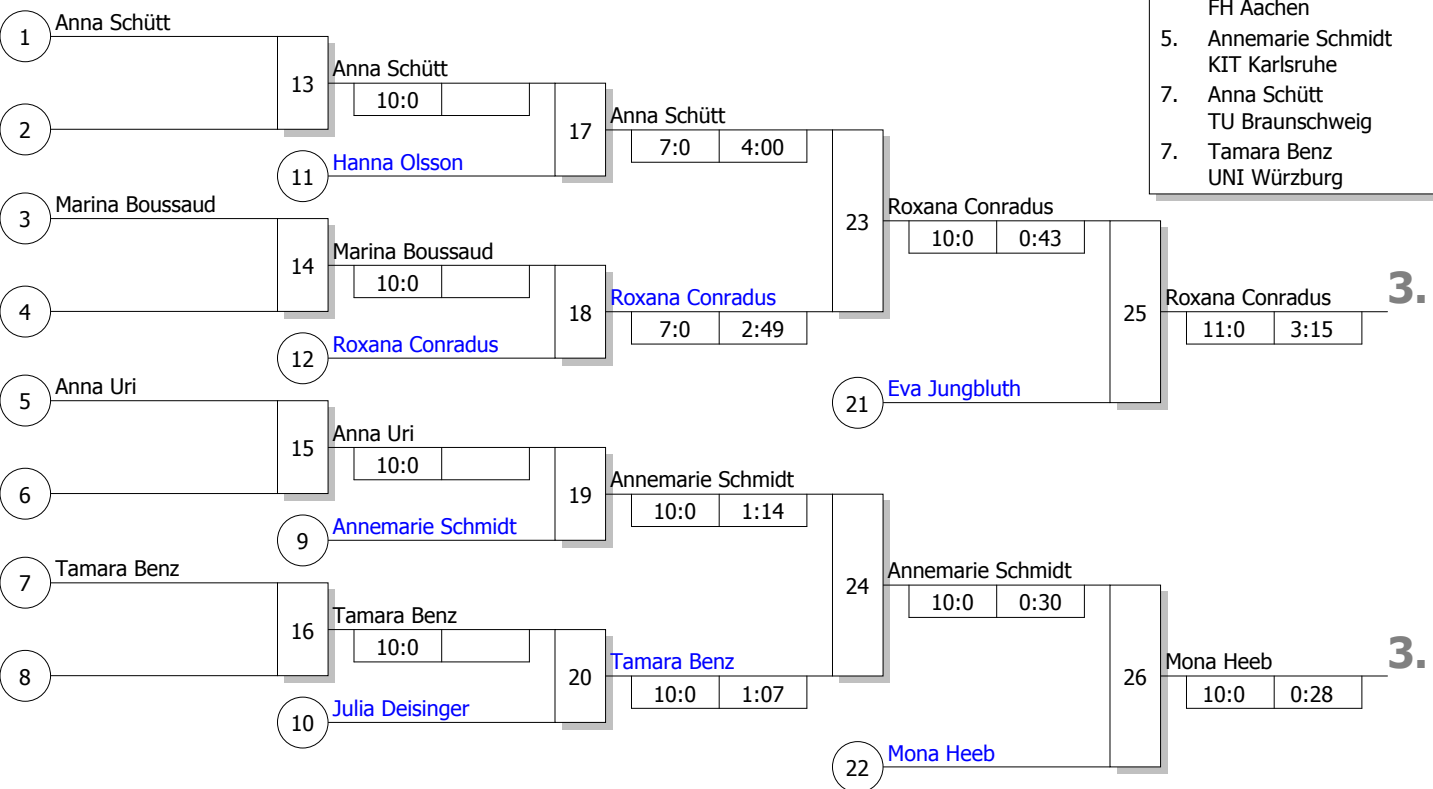 FH Aachen
5. Annemarie Schmidt
KIT Karlsruhe
7. Anna Schütt
TU Braunschweig
7. Tamara Benz
UNI Würzburg
1 Anna Schütt
2
13
Anna Schütt
10:0
11 Hanna Olsson
17
Anna Schütt
7:0 4:00
3 Marina Boussaud
4
14
Marina Boussaud
10:0
12 Roxana Conradus
18
Roxana Conradus
7:0 2:49
23
Roxana Conradus
10:0 0:43
21 Eva Jungbluth
25
Roxana Conradus 3.
11:0 3:15
5 Anna Uri
6
15
Anna Uri
10:0
9 Annemarie Schmidt
19
Annemarie Schmidt
10:0 1:14
7 Tamara Benz
8
16
Tamara Benz
10:0
10 Julia Deisinger
20
Tamara Benz
10:0 1:07
24
Annemarie Schmidt
10:0 0:30
22 Mona Heeb
26
Mona Heeb 3.
10:0 0:28